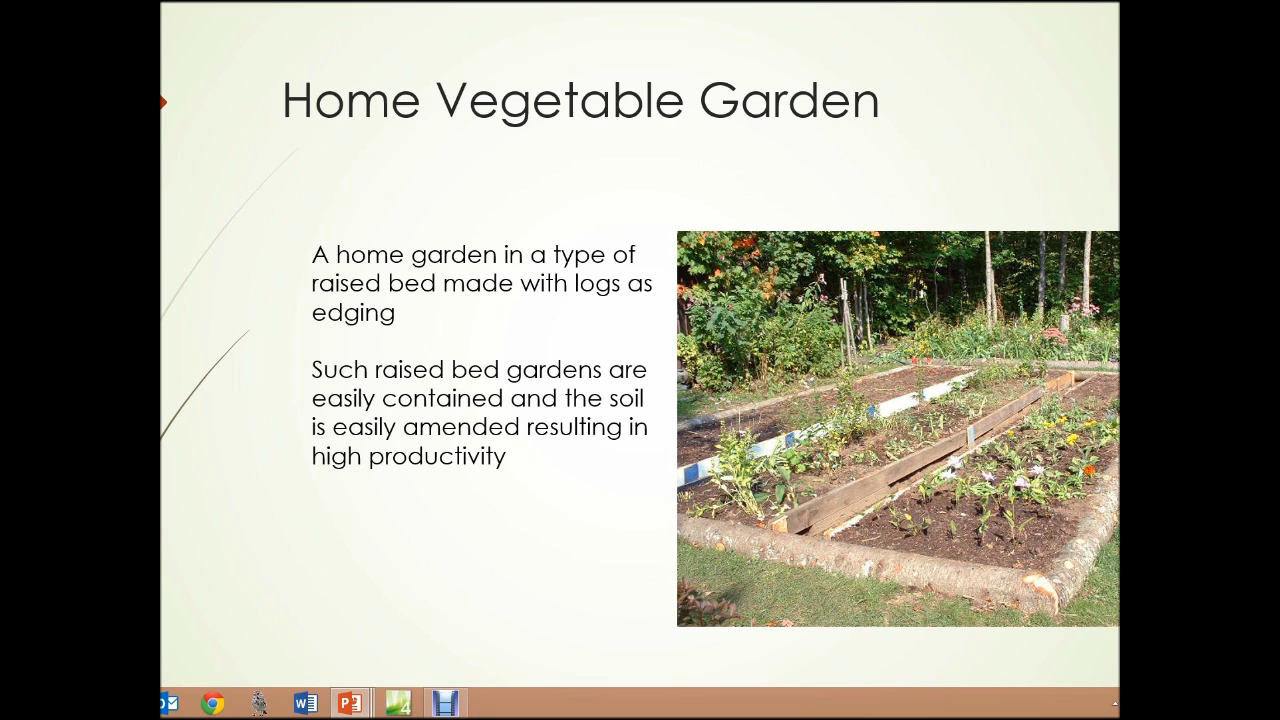 Home Vegetable Garden
A home garden in a type of
raised bed made with logs as
edging
Such raised bed gardens are
easily contained and the soil
is easily amended resulting in
high productivity